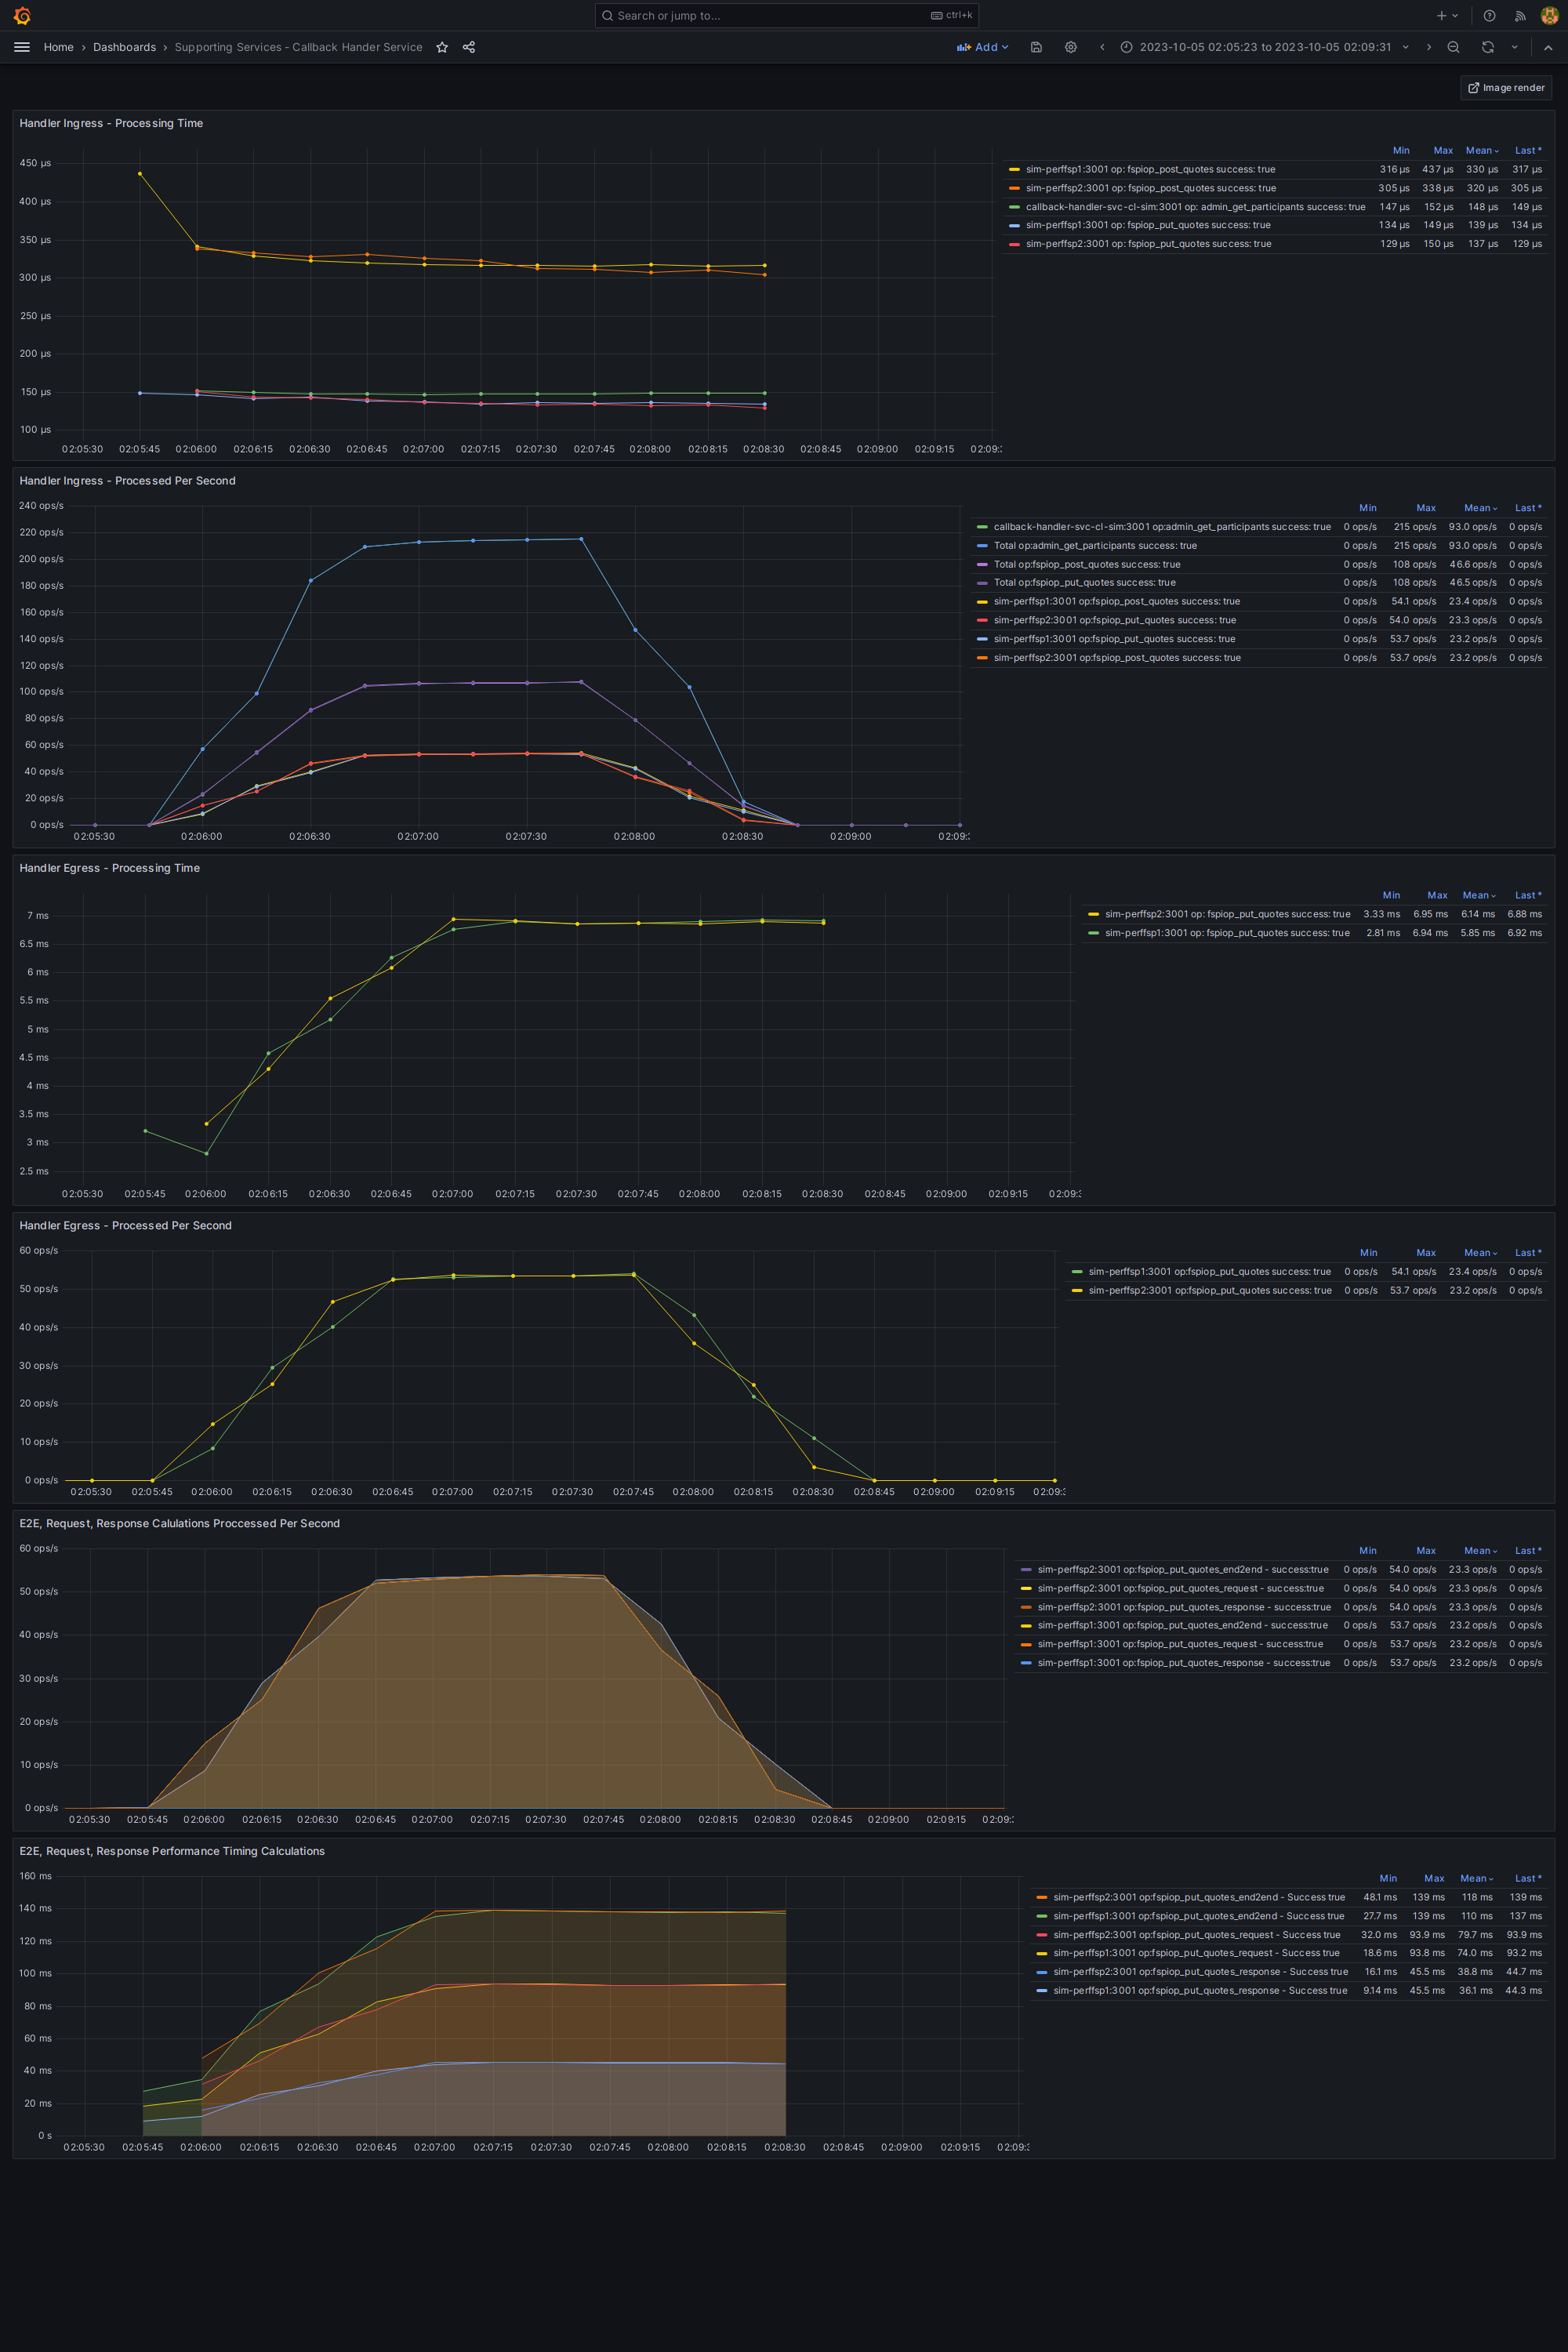 Search or jump to...
ctrl+k
Home › Dashboards › Supporting Services - Callback Hander Service
Add
2023-10-05 02:05:23 to 2023-10-05 02:09:31
Image render
Handler Ingress - Processing Time
450 µs
400 µs
350 µs
300 µs
250 µs
200 µs
150 µs
100 µs
02:05:30 02:05:45 02:06:00 02:06:15 02:06:30 02:06:45 02:07:00 02:07:15 02:07:30 02:07:45 02:08:00 02:08:15 02:08:30 02:08:45 02:09:00 02:09:15 02:09:
Min Max Mean Last *
sim-perffsp1:3001 op: fspiop_post_quotes success: true 316 µs 437 µs 330 µs 317 µs
sim-perffsp2:3001 op: fspiop_post_quotes success: true 305 µs 338 µs 320 µs 305 µs
callback-handler-svc-cl-sim:3001 op: admin_get_participants success: true 147 µs 152 µs 148 µs 149 µs
sim-perffsp1:3001 op: fspiop_put_quotes success: true 134 µs 149 µs 139 µs 134 µs
sim-perffsp2:3001 op: fspiop_put_quotes success: true 129 µs 150 µs 137 µs 129 µs
Handler Ingress - Processed Per Second
240 ops/s
220 ops/s
200 ops/s
180 ops/s
160 ops/s
140 ops/s
120 ops/s
100 ops/s
80 ops/s
60 ops/s
40 ops/s
20 ops/s
0 ops/s
02:05:30 02:06:00 02:06:30 02:07:00 02:07:30 02:08:00 02:08:30 02:09:00 02:09:
Min Max Mean Last *
callback-handler-svc-cl-sim:3001 op:admin_get_participants success: true 0 ops/s 215 ops/s 93.0 ops/s 0 ops/s
Total op:admin_get_participants success: true 0 ops/s 215 ops/s 93.0 ops/s 0 ops/s
Total op:fspiop_post_quotes success: true 0 ops/s 108 ops/s 46.6 ops/s 0 ops/s
Total op:fspiop_put_quotes success: true 0 ops/s 108 ops/s 46.5 ops/s 0 ops/s
sim-perffsp1:3001 op:fspiop_post_quotes success: true 0 ops/s 54.1 ops/s 23.4 ops/s 0 ops/s
sim-perffsp2:3001 op:fspiop_put_quotes success: true 0 ops/s 54.0 ops/s 23.3 ops/s 0 ops/s
sim-perffsp1:3001 op:fspiop_put_quotes success: true 0 ops/s 53.7 ops/s 23.2 ops/s 0 ops/s
sim-perffsp2:3001 op:fspiop_post_quotes success: true 0 ops/s 53.7 ops/s 23.2 ops/s 0 ops/s
Handler Egress - Processing Time
7 ms
6.5 ms
6 ms
5.5 ms
5 ms
4.5 ms
4 ms
3.5 ms
3 ms
2.5 ms
02:05:30 02:05:45 02:06:00 02:06:15 02:06:30 02:06:45 02:07:00 02:07:15 02:07:30 02:07:45 02:08:00 02:08:15 02:08:30 02:08:45 02:09:00 02:09:15 02:09:
Min Max Mean Last *
sim-perffsp2:3001 op: fspiop_put_quotes success: true 3.33 ms 6.95 ms 6.14 ms 6.88 ms
sim-perffsp1:3001 op: fspiop_put_quotes success: true 2.81 ms 6.94 ms 5.85 ms 6.92 ms
Handler Egress - Processed Per Second
60 ops/s
50 ops/s
40 ops/s
30 ops/s
20 ops/s
10 ops/s
0 ops/s
02:05:30 02:05:45 02:06:00 02:06:15 02:06:30 02:06:45 02:07:00 02:07:15 02:07:30 02:07:45 02:08:00 02:08:15 02:08:30 02:08:45 02:09:00 02:09:15 02:09:
Min Max Mean Last *
sim-perffsp1:3001 op:fspiop_put_quotes success: true 0 ops/s 54.1 ops/s 23.4 ops/s 0 ops/s
sim-perffsp2:3001 op:fspiop_put_quotes success: true 0 ops/s 53.7 ops/s 23.2 ops/s 0 ops/s
E2E, Request, Response Calulations Proccessed Per Second
60 ops/s
50 ops/s
40 ops/s
30 ops/s
20 ops/s
10 ops/s
0 ops/s
02:05:30 02:05:45 02:06:00 02:06:15 02:06:30 02:06:45 02:07:00 02:07:15 02:07:30 02:07:45 02:08:00 02:08:15 02:08:30 02:08:45 02:09:00 02:09:15 02:09:
Min Max Mean Last *
sim-perffsp2:3001 op:fspiop_put_quotes_end2end - success:true 0 ops/s 54.0 ops/s 23.3 ops/s 0 ops/s
sim-perffsp2:3001 op:fspiop_put_quotes_request - success:true 0 ops/s 54.0 ops/s 23.3 ops/s 0 ops/s
sim-perffsp2:3001 op:fspiop_put_quotes_response - success:true 0 ops/s 54.0 ops/s 23.3 ops/s 0 ops/s
sim-perffsp1:3001 op:fspiop_put_quotes_end2end - success:true 0 ops/s 53.7 ops/s 23.2 ops/s 0 ops/s
sim-perffsp1:3001 op:fspiop_put_quotes_request - success:true 0 ops/s 53.7 ops/s 23.2 ops/s 0 ops/s
sim-perffsp1:3001 op:fspiop_put_quotes_response - success:true 0 ops/s 53.7 ops/s 23.2 ops/s 0 ops/s
E2E, Request, Response Performance Timing Calculations
160 ms
140 ms
120 ms
100 ms
80 ms
60 ms
40 ms
20 ms
0 s
02:05:30 02:05:45 02:06:00 02:06:15 02:06:30 02:06:45 02:07:00 02:07:15 02:07:30 02:07:45 02:08:00 02:08:15 02:08:30 02:08:45 02:09:00 02:09:15 02:09:
Min Max Mean Last *
sim-perffsp2:3001 op:fspiop_put_quotes_end2end - Success true 48.1 ms 139 ms 118 ms 139 ms
sim-perffsp1:3001 op:fspiop_put_quotes_end2end - Success true 27.7 ms 139 ms 110 ms 137 ms
sim-perffsp2:3001 op:fspiop_put_quotes_request - Success true 32.0 ms 93.9 ms 79.7 ms 93.9 ms
sim-perffsp1:3001 op:fspiop_put_quotes_request - Success true 18.6 ms 93.8 ms 74.0 ms 93.2 ms
sim-perffsp2:3001 op:fspiop_put_quotes_response - Success true 16.1 ms 45.5 ms 38.8 ms 44.7 ms
sim-perffsp1:3001 op:fspiop_put_quotes_response - Success true 9.14 ms 45.5 ms 36.1 ms 44.3 ms